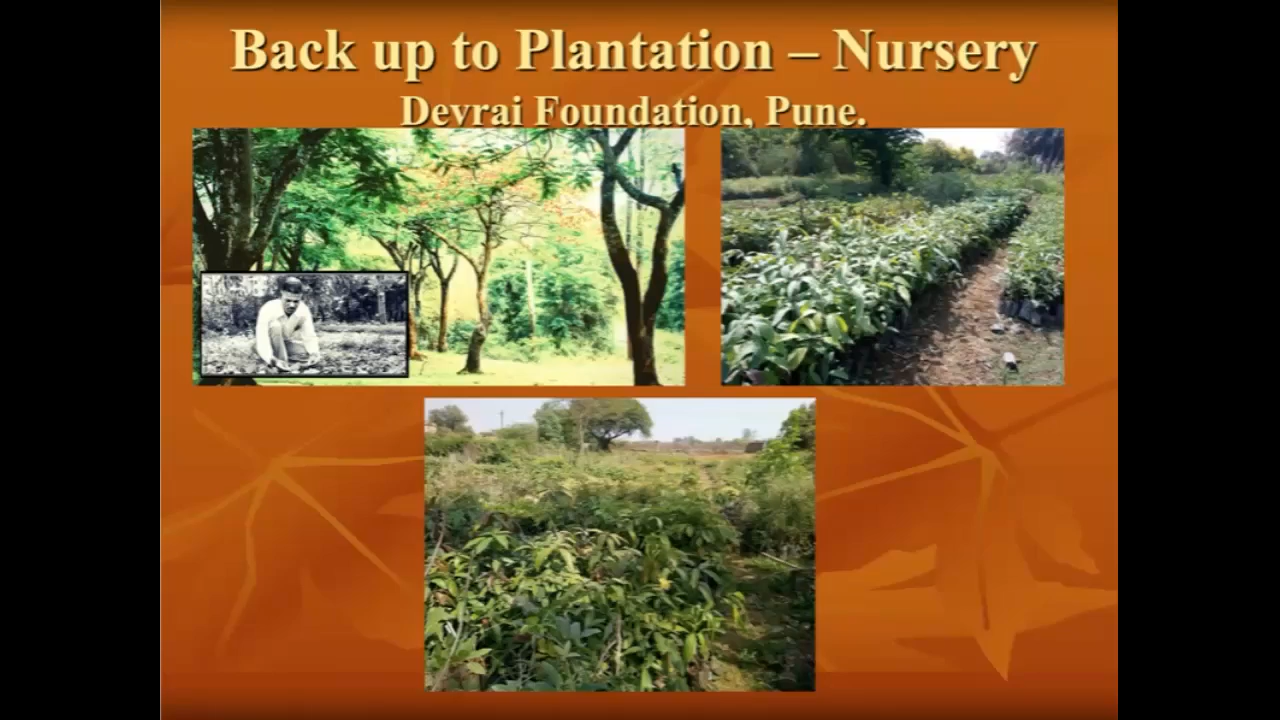 Back up to Plantation – Nursery
Devrai Foundation, Pune.